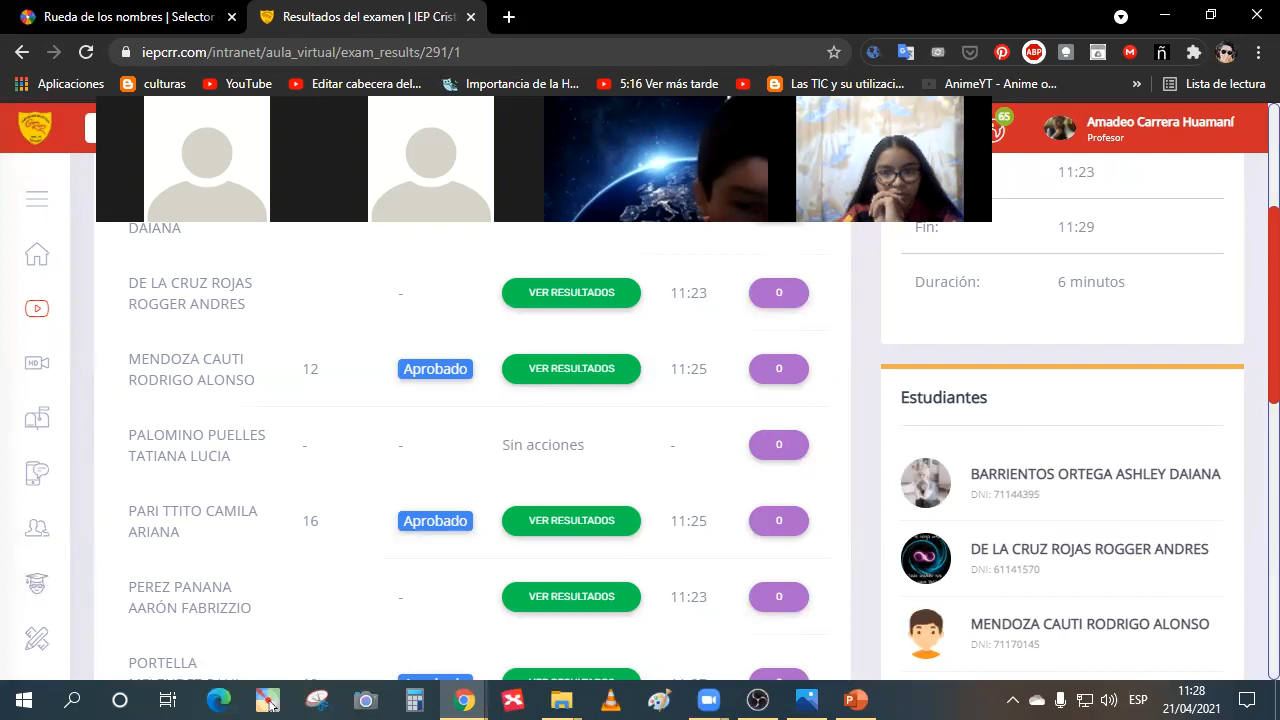 Rueda de los nombres | Selector
Resultados del examen | IEP Crist
iepcrr.com/intranet/aula_virtual/exam_results/291/1
Aplicaciones
culturas
YouTube
Editar cabecera del...
Importancia de la H...
5:16 Ver más tarde
Las TIC y su utilizaci...
AnimeYT - Anime o...
»
Lista de lectura
65
Amadeo Carrera Huamaní
Profesor
11:23
Fin: 11:29
Duración: 6 minutos
DAIANA
DE LA CRUZ ROJAS
ROGGER ANDRES
- VER RESULTADOS 11:23 0
MENDOZA CAUTI
RODRIGO ALONSO
12 Aprobado VER RESULTADOS 11:25 0
PALOMINO PUELLES
TATIANA LUCIA
- - Sin acciones - 0
PARI TTITO CAMILA
ARIANA
16 Aprobado VER RESULTADOS 11:25 0
PEREZ PANANA
AARÓN FABRIZZIO
- VER RESULTADOS 11:23 0
PORTELLA
Estudiantes
BARRIENTOS ORTEGA ASHLEY DAIANA
DNI: 71144395
DE LA CRUZ ROJAS ROGGER ANDRES
DNI: 61141570
MENDOZA CAUTI RODRIGO ALONSO
DNI: 71170145
ESP
11:28
21/04/2021